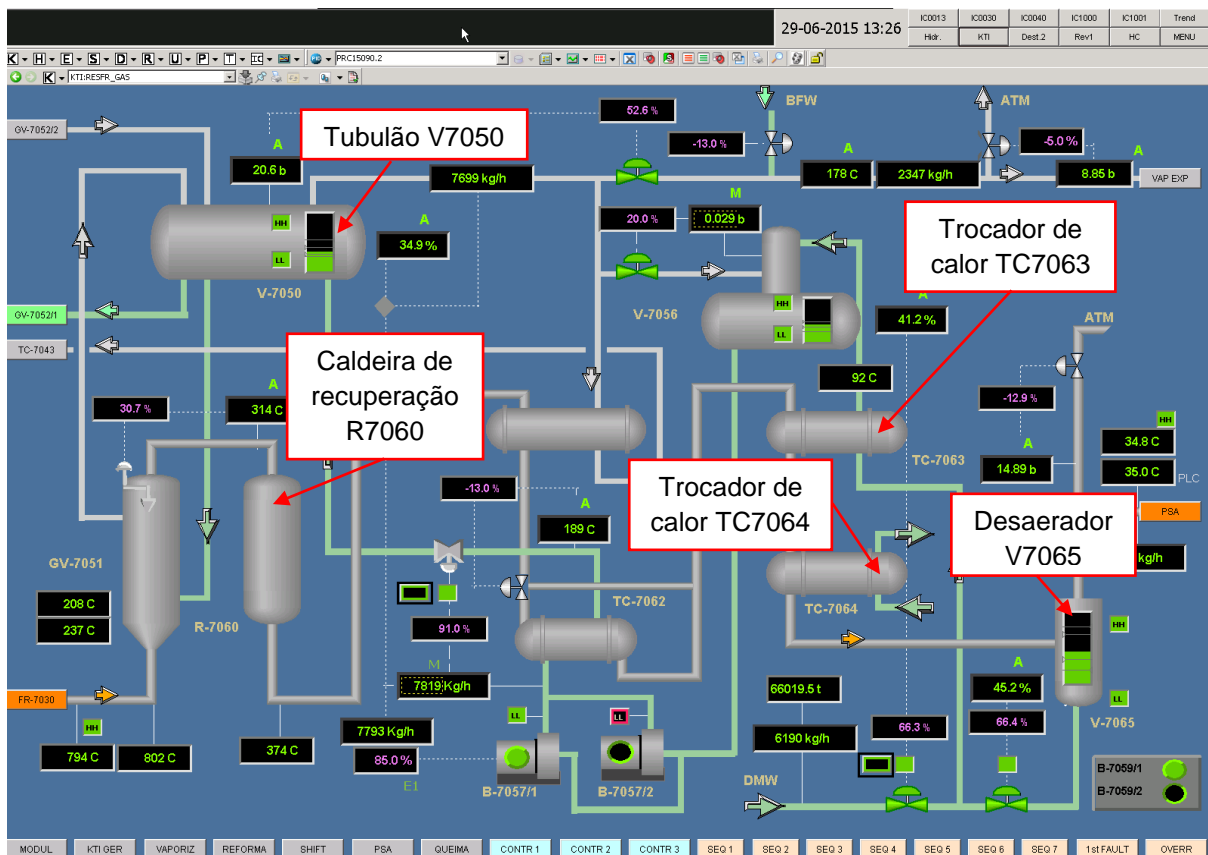 29-06-2015 13:26
IC0013 IC0030 IC0040 IC1000 IC1001 Trend
Hidr. KTI Dest.2 Rev1 HC MENU
K H E S D R U P T IC PRC15090.2
K KTI:RESFR_GAS
GV-7052/2
52.6 %
BFW
ATM
Tubulão V7050
A
20.6 b
7699 kg/h
-13.0 %
-5.0 %
A
178 C
2347 kg/h
A
8.85 b
VAP EXP
HH
LL
V-7050
A
34.9 %
20.0 %
M
0.029 b
Trocador de
calor TC7063
GV-7052/1
V-7056
HH
LL
A
41.2 %
ATM
TC-7043
Caldeira de
recuperação
R7060
92 C
-12.9 %
30.7 %
A
314 C
TC-7063
A
14.89 b
HH
34.8 C
35.0 C
PLC
PSA
kg/h
-13.0 %
A
189 C
Trocador de
calor TC7064
Desaerador
V7065
GV-7051
208 C
237 C
R-7060
TC-7062
TC-7064
91.0 %
M
7819 Kg/h
HH
LL
V-7065
FR-7030
HH
794 C
802 C
374 C
7793 Kg/h
85.0 %
E1
LL
LL
B-7057/1
B-7057/2
66019.5 t
6190 kg/h
DMW
66.3 %
A
45.2 %
66.4 %
B-7059/1
B-7059/2
MODUL KTI GER VAPORIZ REFORMA SHIFT PSA QUEIMA CONTR 1 CONTR 2 CONTR 3 SEQ 1 SEQ 2 SEQ 3 SEQ 4 SEQ 5 SEQ 6 SEQ 7 1st FAULT OVERR